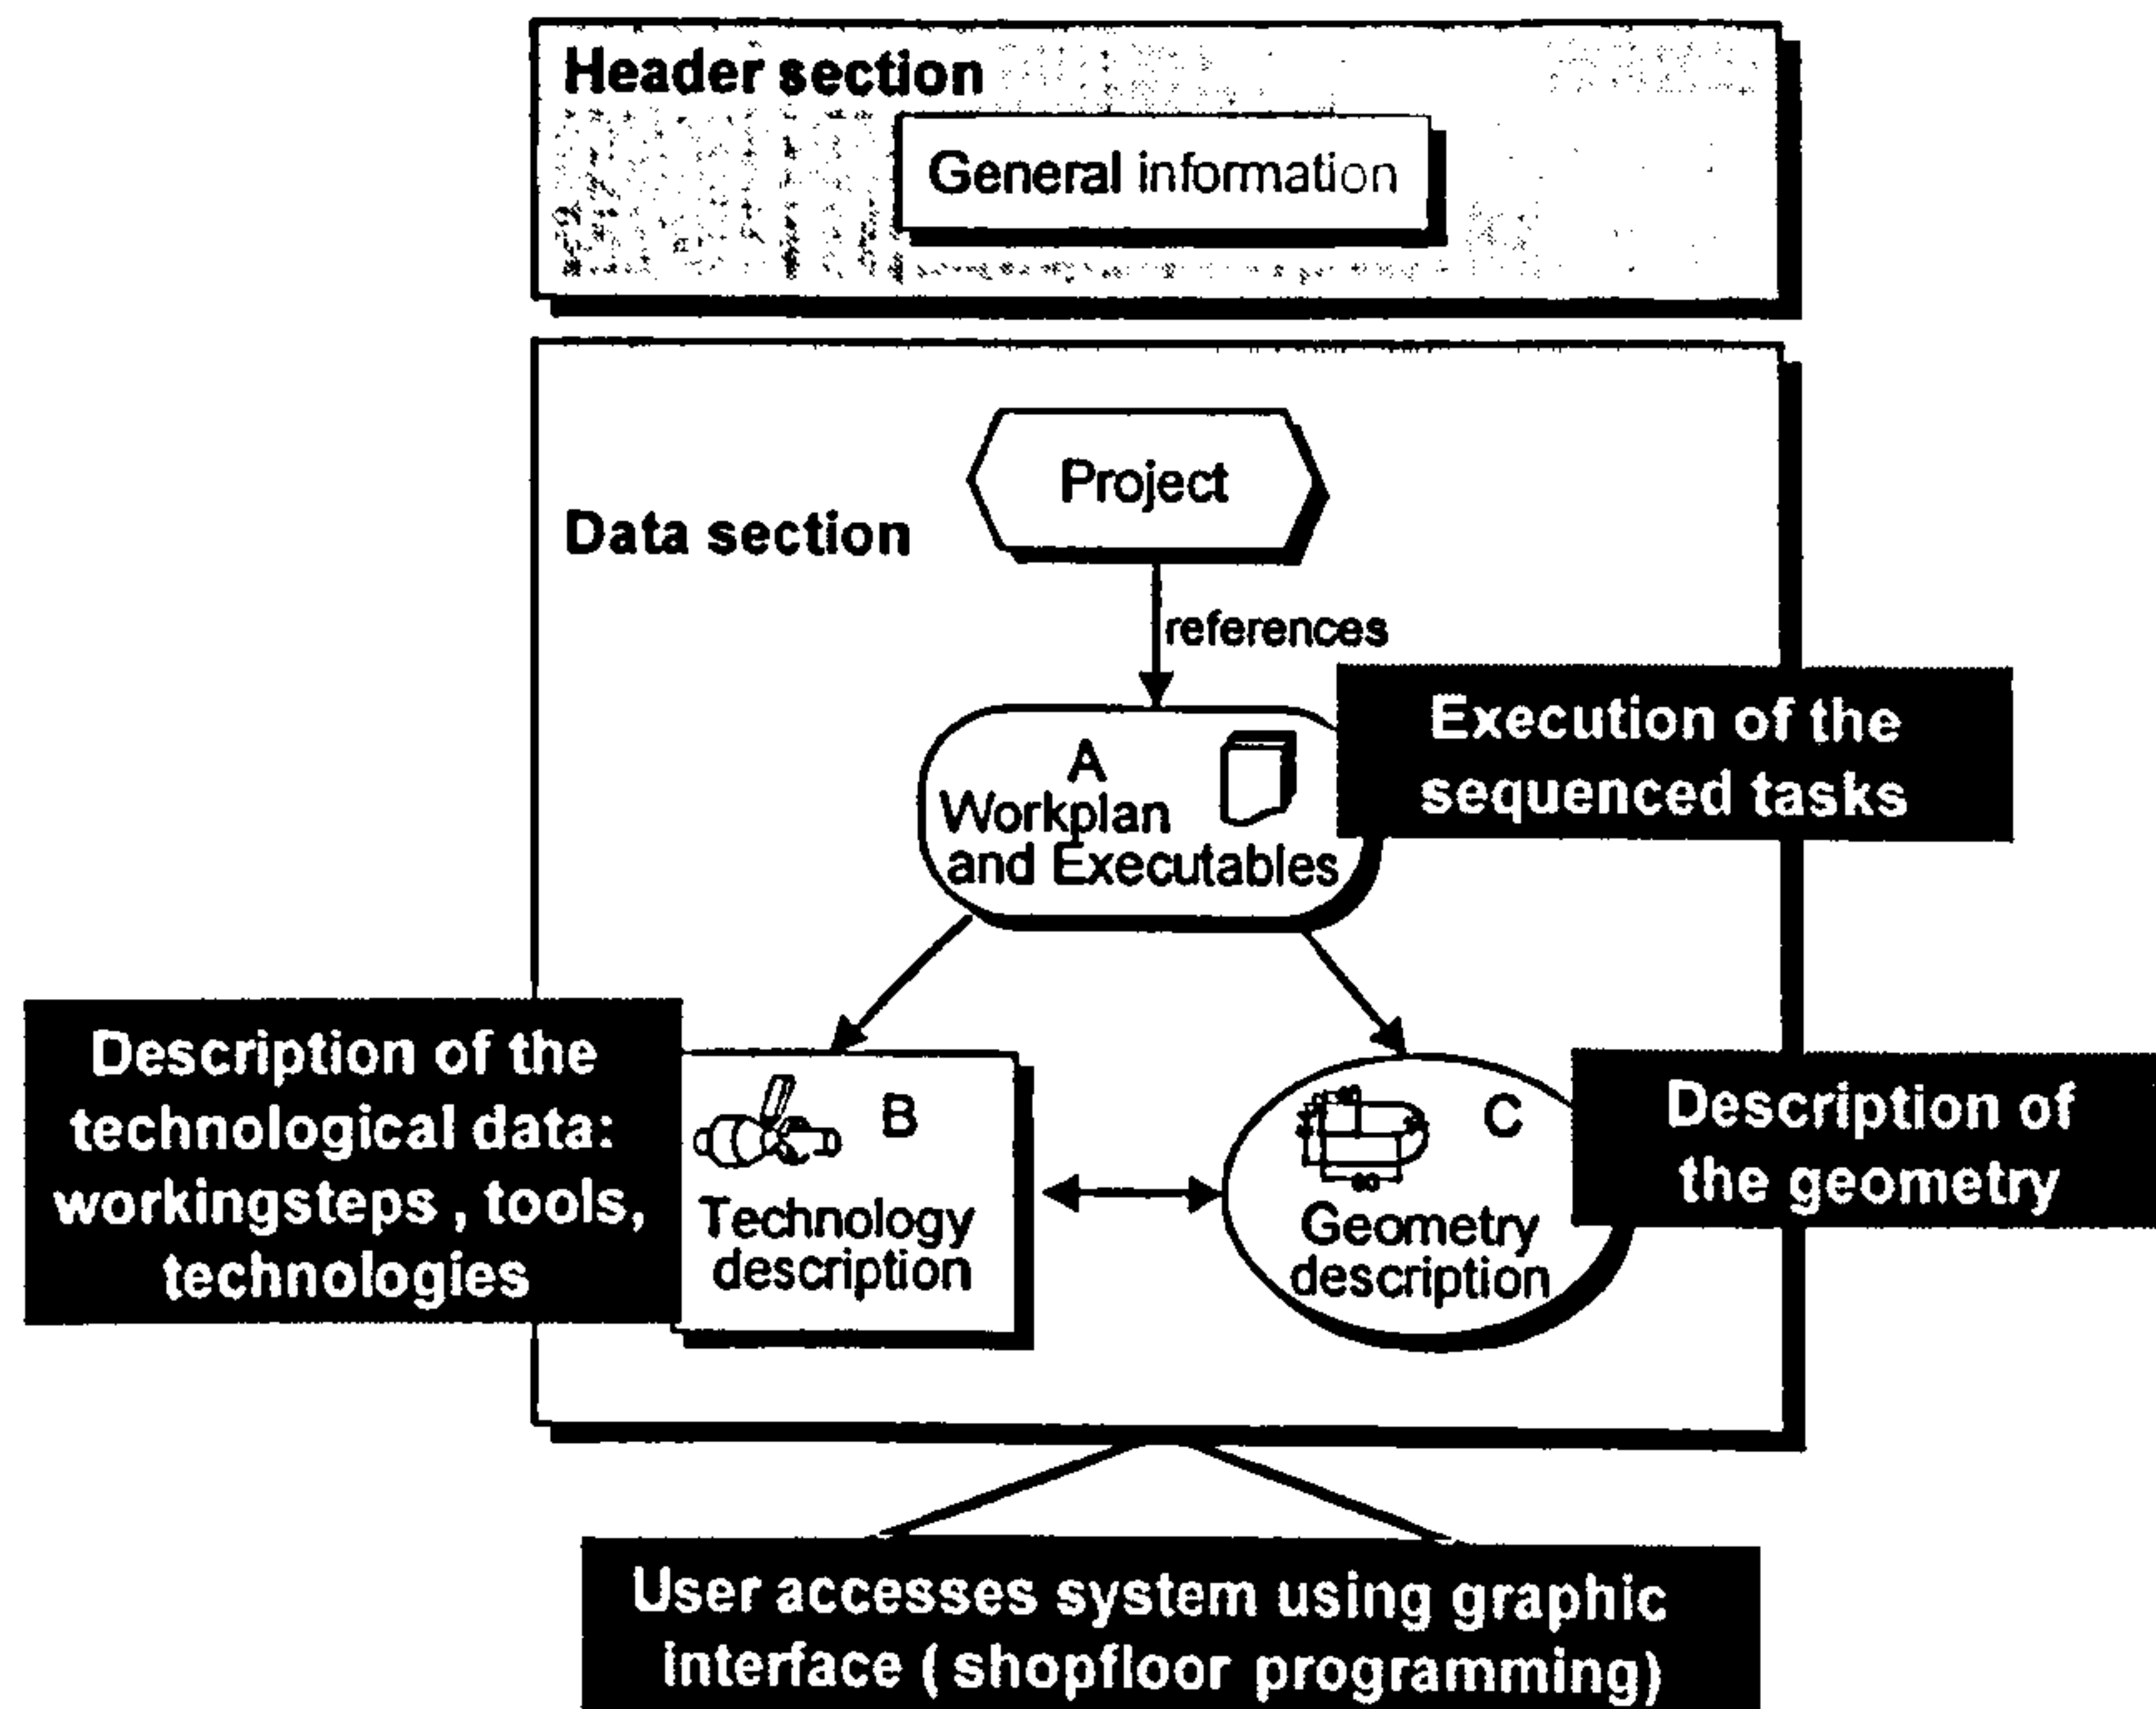 Header section
General information
Project
Data section
references
Execution of the
sequenced tasks
A
Workplan
and Executables
Description of the
technological data:
workingsteps , tools,
technologies
B
Technology
description
C
Geometry
description
Description of
the geometry
User accesses system using graphic
interface ( shopfloor programming)